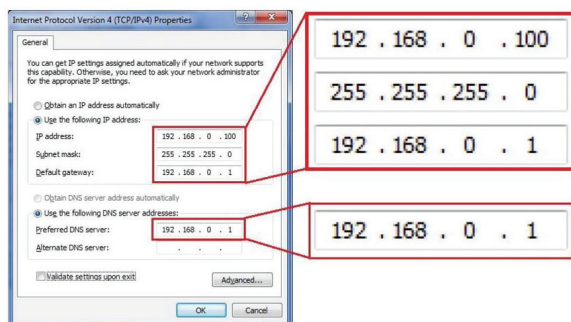 Internet Protocol Version 4 (TCP/IPv4) Properties
General
You can get IP settings assigned automatically if your network supports
this capability. Otherwise, you need to ask your network administrator
for the appropriate IP settings.
Obtain an IP address automatically
Use the following IP address:
IP address: 192 . 168 . 0 . 100
Subnet mask: 255 . 255 . 255 . 0
Default gateway: 192 . 168 . 0 . 1
Obtain DNS server address automatically
Use the following DNS server addresses:
Preferred DNS server: 192 . 168 . 0 . 1
Alternate DNS server: . . .
Validate settings upon exit
Advanced...
OK Cancel
192 . 168 . 0 . 100
255 . 255 . 255 . 0
192 . 168 . 0 . 1
192 . 168 . 0 . 1